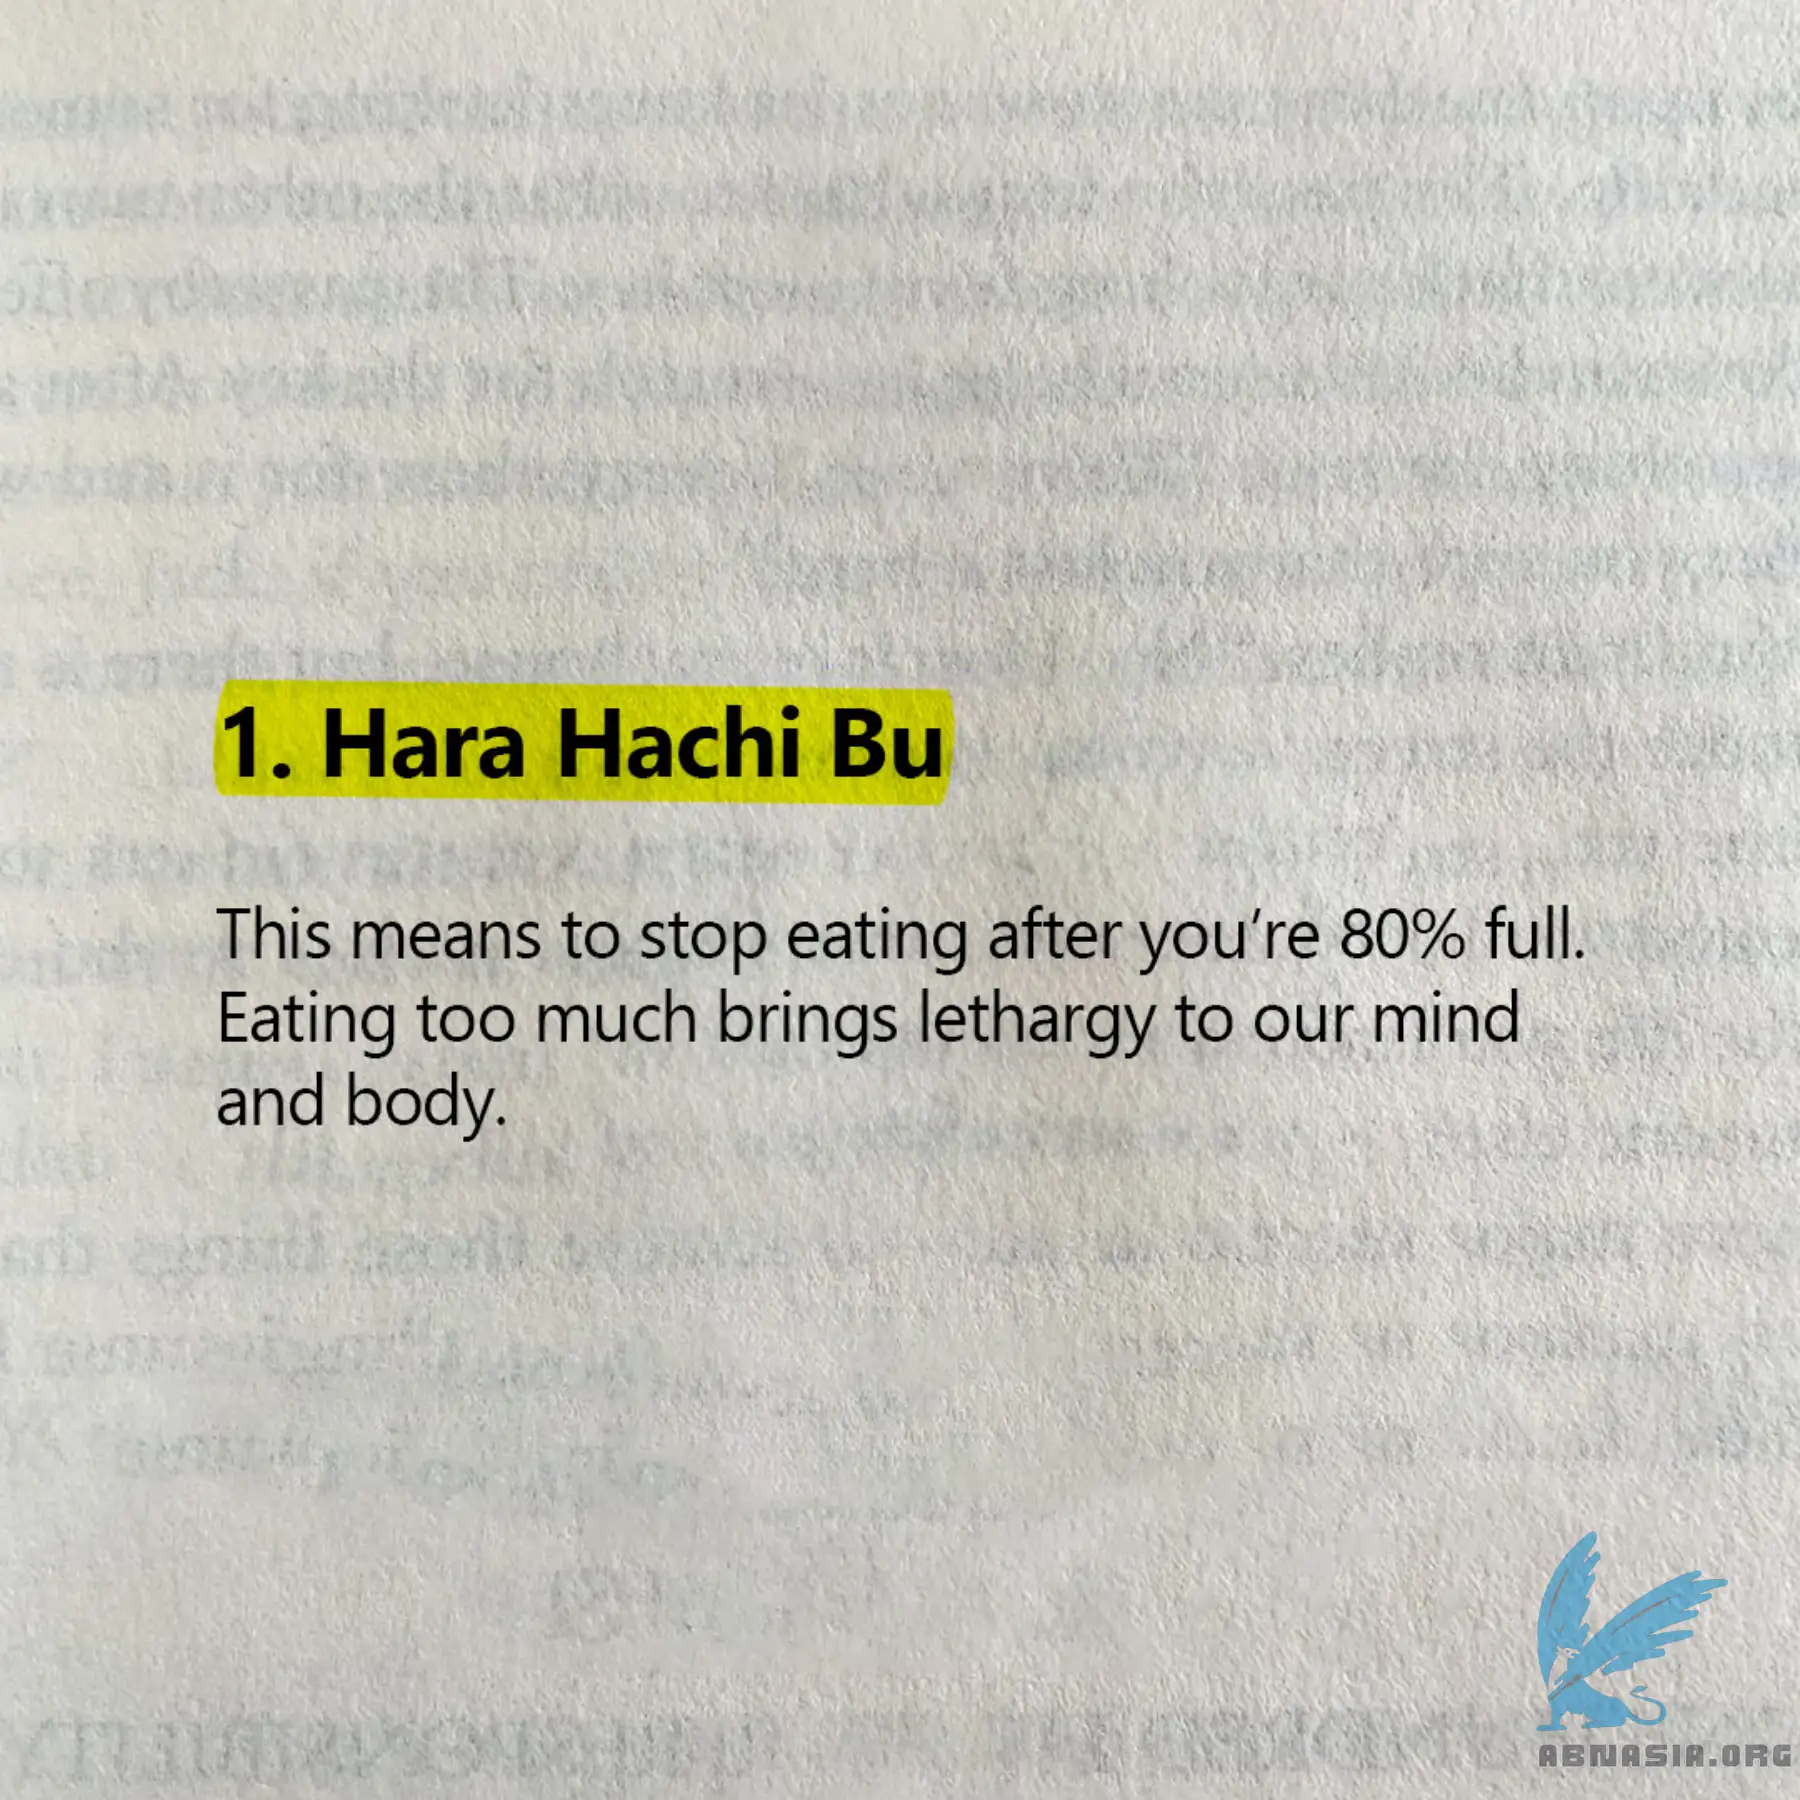 1. Hara Hachi Bu
This means to stop eating after you’re 80% full.
Eating too much brings lethargy to our mind
and body.
ABNASIA.ORG